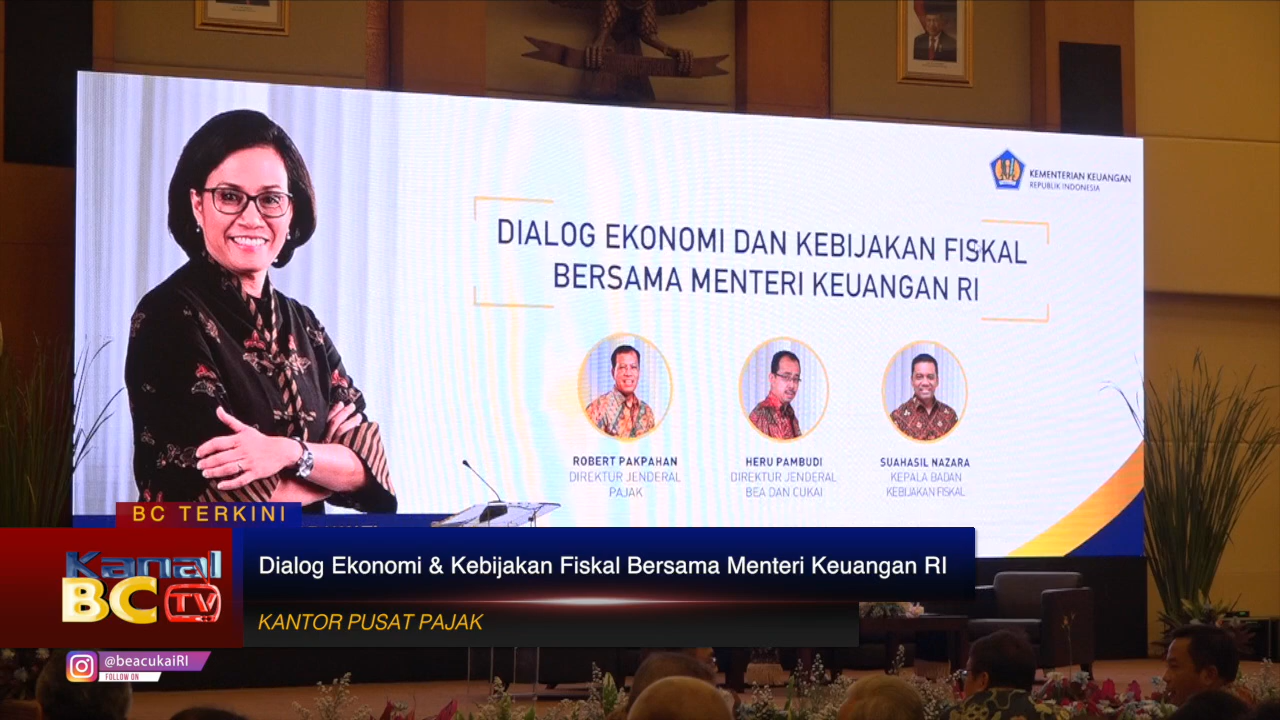 KEMENTERIAN KEUANGAN
REPUBLIK INDONESIA
DIALOG EKONOMI DAN KEBIJAKAN FISKAL
BERSAMA MENTERI KEUANGAN RI
ROBERT PAKPAHAN
DIREKTUR JENDERAL
PAJAK
HERU PAMBUDI
DIREKTUR JENDERAL
BEA DAN CUKAI
SUAHASIL NAZARA
KEPALA BADAN
KEBIJAKAN FISKAL
BC TERKINI
Kanal
BC TV
Dialog Ekonomi & Kebijakan Fiskal Bersama Menteri Keuangan RI
KANTOR PUSAT PAJAK
@beacukaiRI
FOLLOW ON